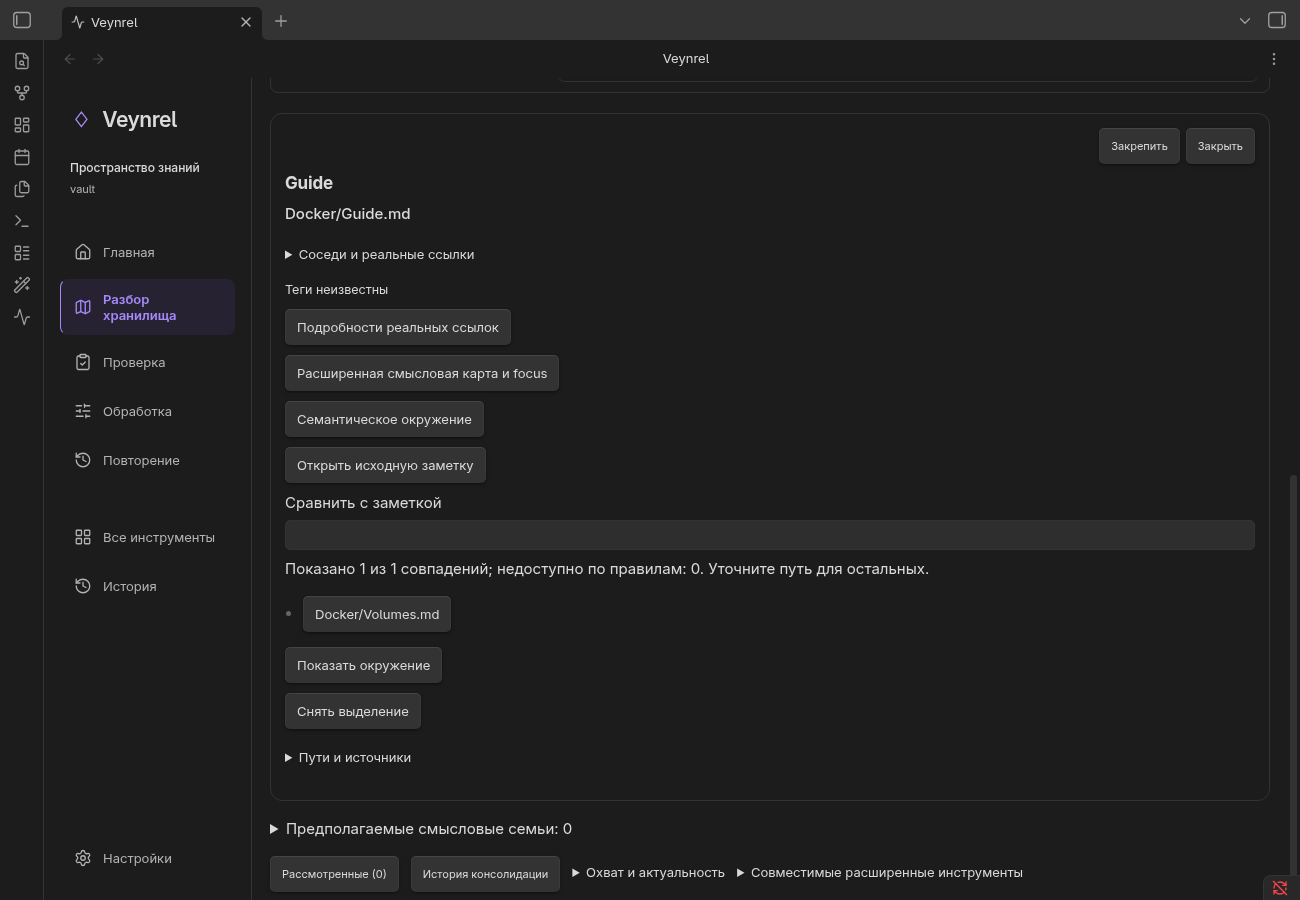 Veynrel
Veynrel
Veynrel
Пространство знаний
vault
Главная
Разбор
хранилища
Проверка
Обработка
Повторение
Все инструменты
История
Настройки
Закрепить
Закрыть
Guide
Docker/Guide.md
Соседи и реальные ссылки
Теги неизвестны
Подробности реальных ссылок
Расширенная смысловая карта и focus
Семантическое окружение
Открыть исходную заметку
Сравнить с заметкой
Показано 1 из 1 совпадений; недоступно по правилам: 0. Уточните путь для остальных.
Docker/Volumes.md
Показать окружение
Снять выделение
Пути и источники
Предполагаемые смысловые семьи: 0
Рассмотренные (0)
История консолидации
Охват и актуальность
Совместимые расширенные инструменты